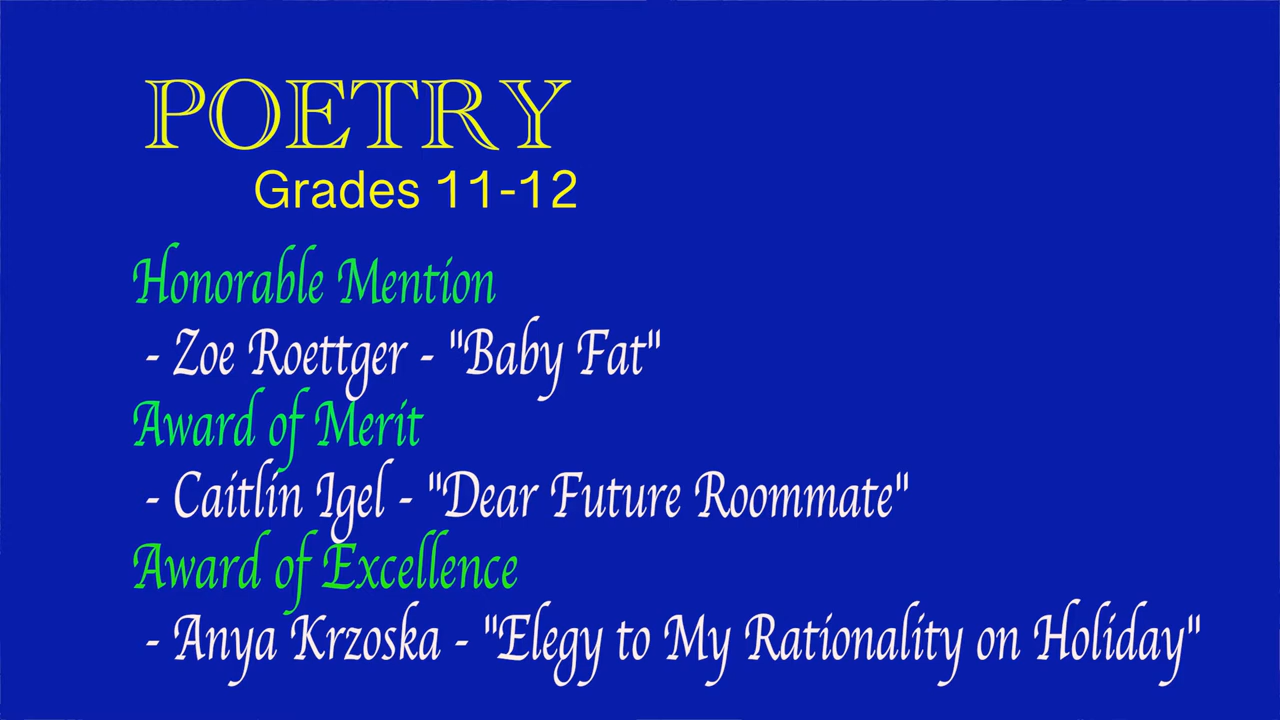 POETRY
Grades 11-12
Honorable Mention
- Zoe Roettger - "Baby Fat"
Award of Merit
- Caitlin Igel - "Dear Future Roommate"
Award of Excellence
- Anya Krzoska - "Elegy to My Rationality on Holiday"